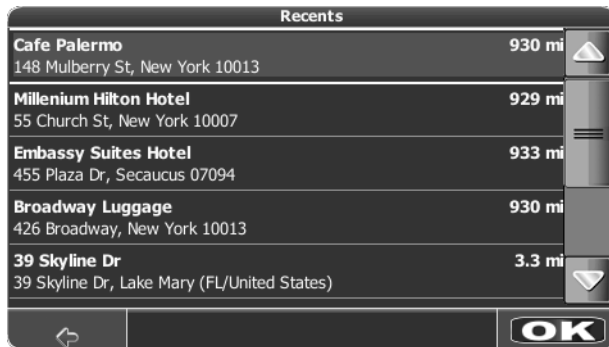 Recents
Cafe Palermo 930 mi
148 Mulberry St, New York 10013
Millenium Hilton Hotel 929 mi
55 Church St, New York 10007
Embassy Suites Hotel 933 mi
455 Plaza Dr, Secaucus 07094
Broadway Luggage 930 mi
426 Broadway, New York 10013
39 Skyline Dr 3.3 mi
39 Skyline Dr, Lake Mary (FL/United States)
OK